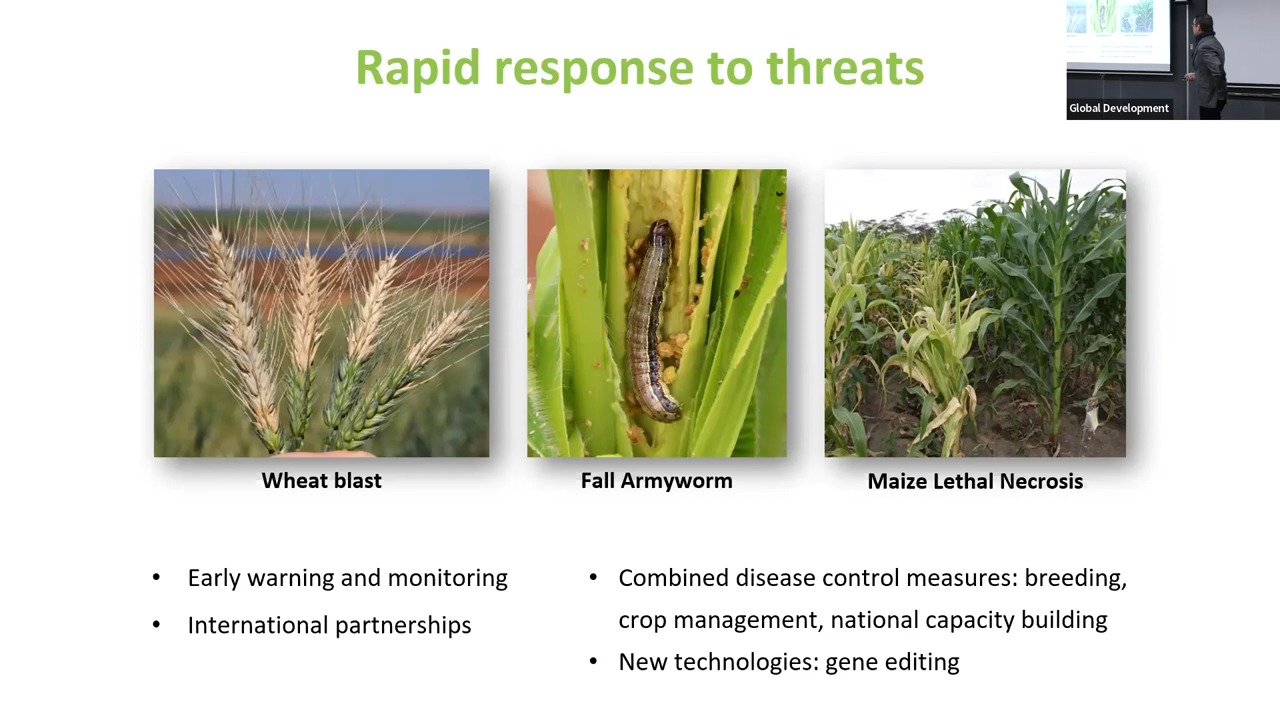 Rapid response to threats
Global Development
Wheat blast
Fall Armyworm
Maize Lethal Necrosis
• Early warning and monitoring
• International partnerships
• Combined disease control measures: breeding,
crop management, national capacity building
• New technologies: gene editing